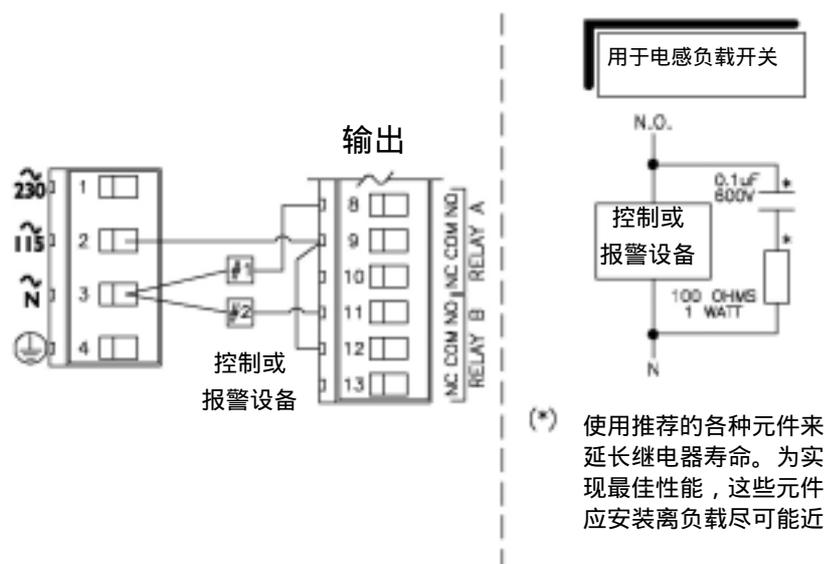 用于电感负载开关
N.O.
0.1uF
600V
*
控制或
报警设备
*
100 OHMS
1 WATT
N
(*) 使用推荐的各种元件来
延长继电器寿命。为实
现最佳性能，这些元件
应安装离负载尽可能近
输出
230
1
115
2
N
3
4
#1
#2
控制或
报警设备
8
9
10
11
12
13
NC COM NO
RELAY A
NC COM NO
RELAY B